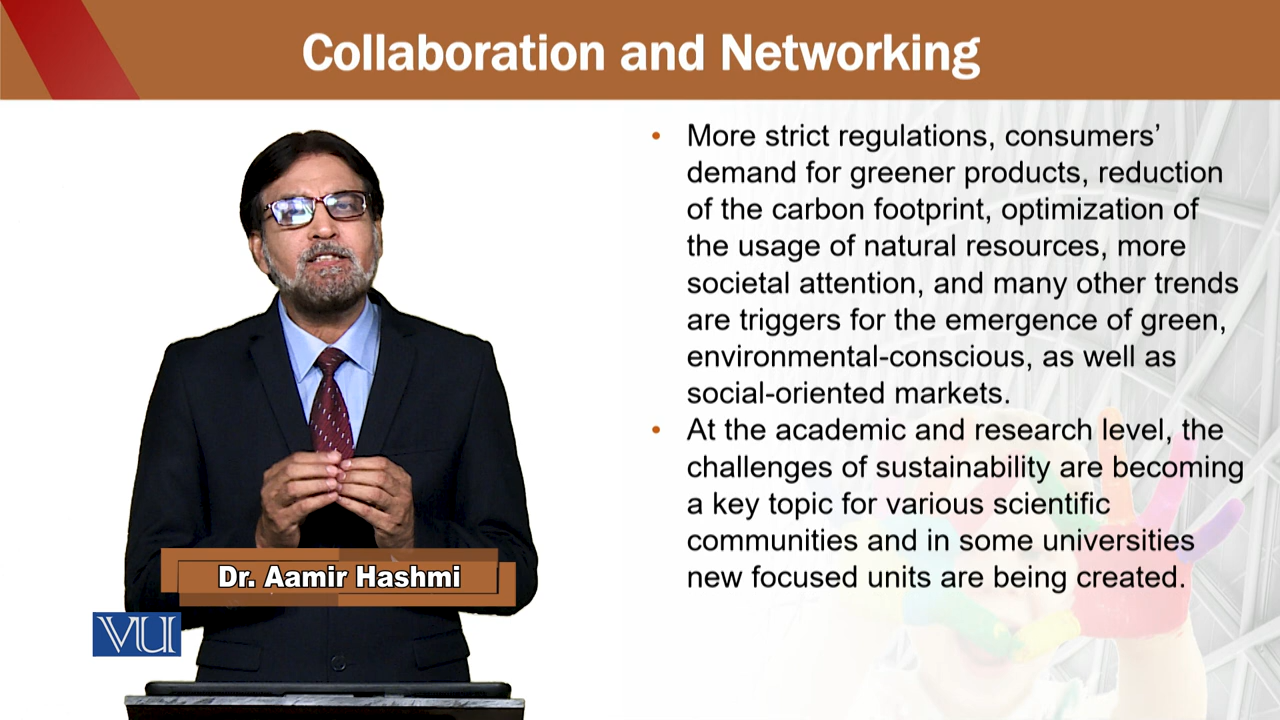 Collaboration and Networking
• More strict regulations, consumers’
demand for greener products, reduction
of the carbon footprint, optimization of
the usage of natural resources, more
societal attention, and many other trends
are triggers for the emergence of green,
environmental-conscious, as well as
social-oriented markets.
• At the academic and research level, the
challenges of sustainability are becoming
a key topic for various scientific
communities and in some universities
new focused units are being created.
Dr. Aamir Hashmi
VU